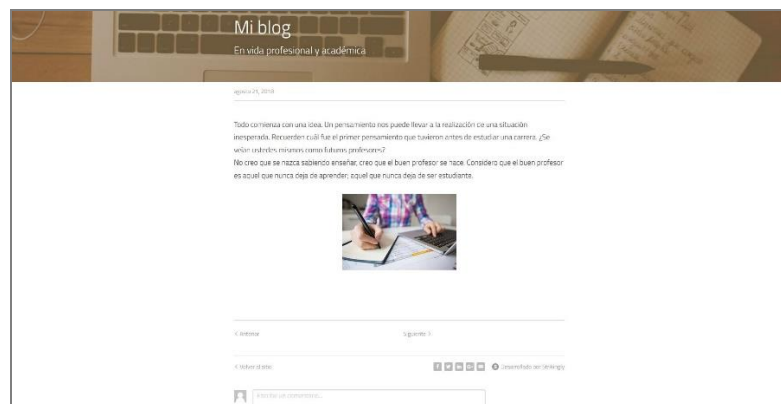 Mi blog
En vida profesional y académica
agosto 21, 2018
Todo comienza con una idea. Un pensamiento nos puede llevar a la realización de una situación
inesperada. Recuerden cuál fue el primer pensamiento que tuvieron antes de estudiar una carrera. ¿Se
veían ustedes mismos como futuros profesores?
No creo que se nazca sabiendo enseñar, creo que el buen profesor se hace. Considero que el buen profesor
es aquel que nunca deja de aprender; aquel que nunca deja de ser estudiante.
< Anterior
Siguiente >
< Volver al sitio
Desarrollado por Strikingly
Escribe un comentario...